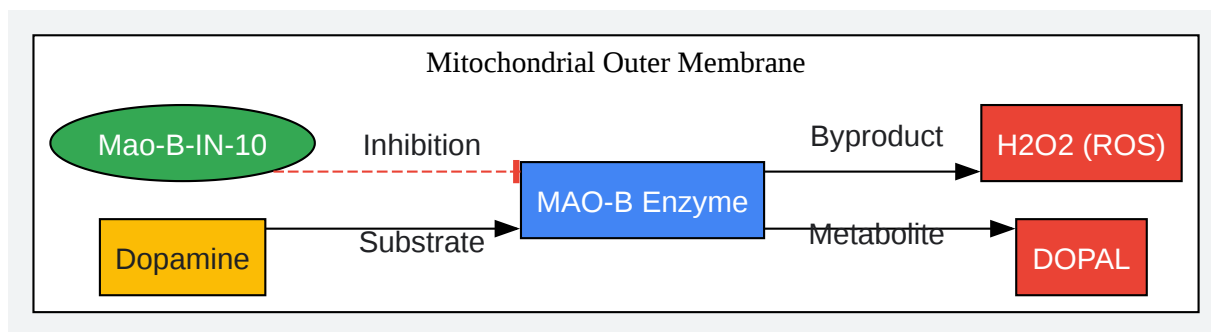 Mitochondrial Outer Membrane
Mao-B-IN-10
Inhibition
Byproduct
H2O2 (ROS)
MAO-B Enzyme
Dopamine
Substrate
Metabolite
DOPAL